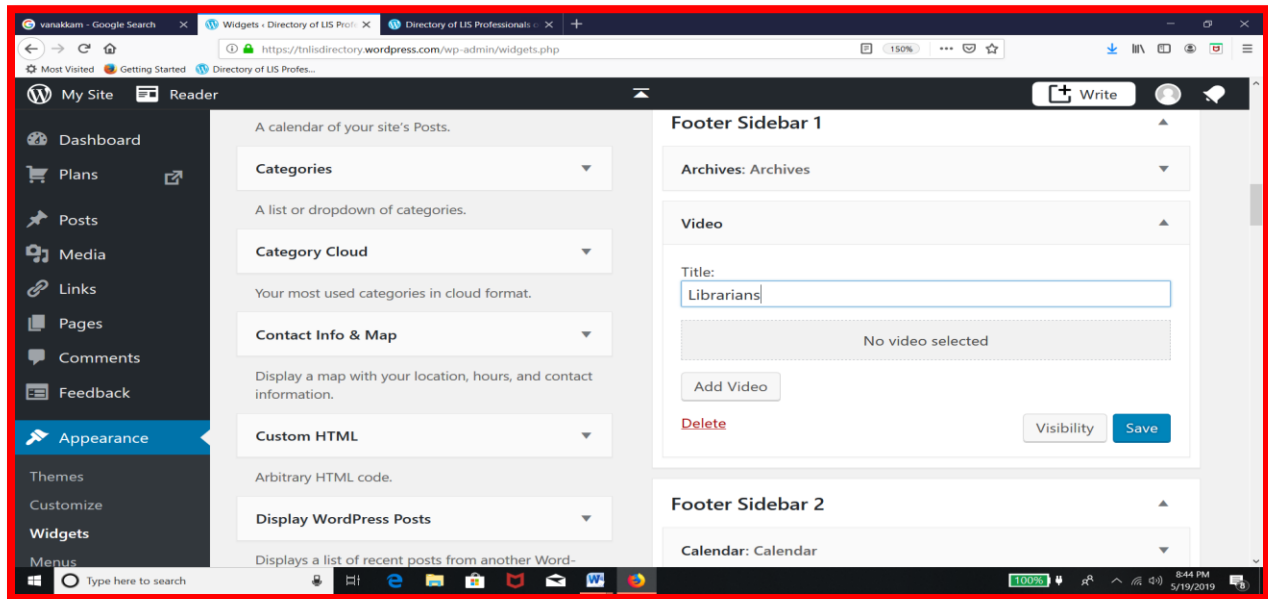 vanakkam - Google Search
Widgets ‹ Directory of LIS Prof
Directory of LIS Professionals o
https://tnlisdirectory.wordpress.com/wp-admin/widgets.php
150%
Most Visited
Getting Started
Directory of LIS Profes...
My Site
Reader
Write
Dashboard
Plans
Posts
Media
Links
Pages
Comments
Feedback
Appearance
Themes
Customize
Widgets
Menus
A calendar of your site's Posts.
Categories
A list or dropdown of categories.
Category Cloud
Your most used categories in cloud format.
Contact Info & Map
Display a map with your location, hours, and contact
information.
Custom HTML
Arbitrary HTML code.
Display WordPress Posts
Displays a list of recent posts from another Word-
Footer Sidebar 1
Archives: Archives
Video
Title:
Librarians
No video selected
Add Video
Delete
Visibility
Save
Footer Sidebar 2
Calendar: Calendar
Type here to search
100%
8:44 PM
5/19/2019